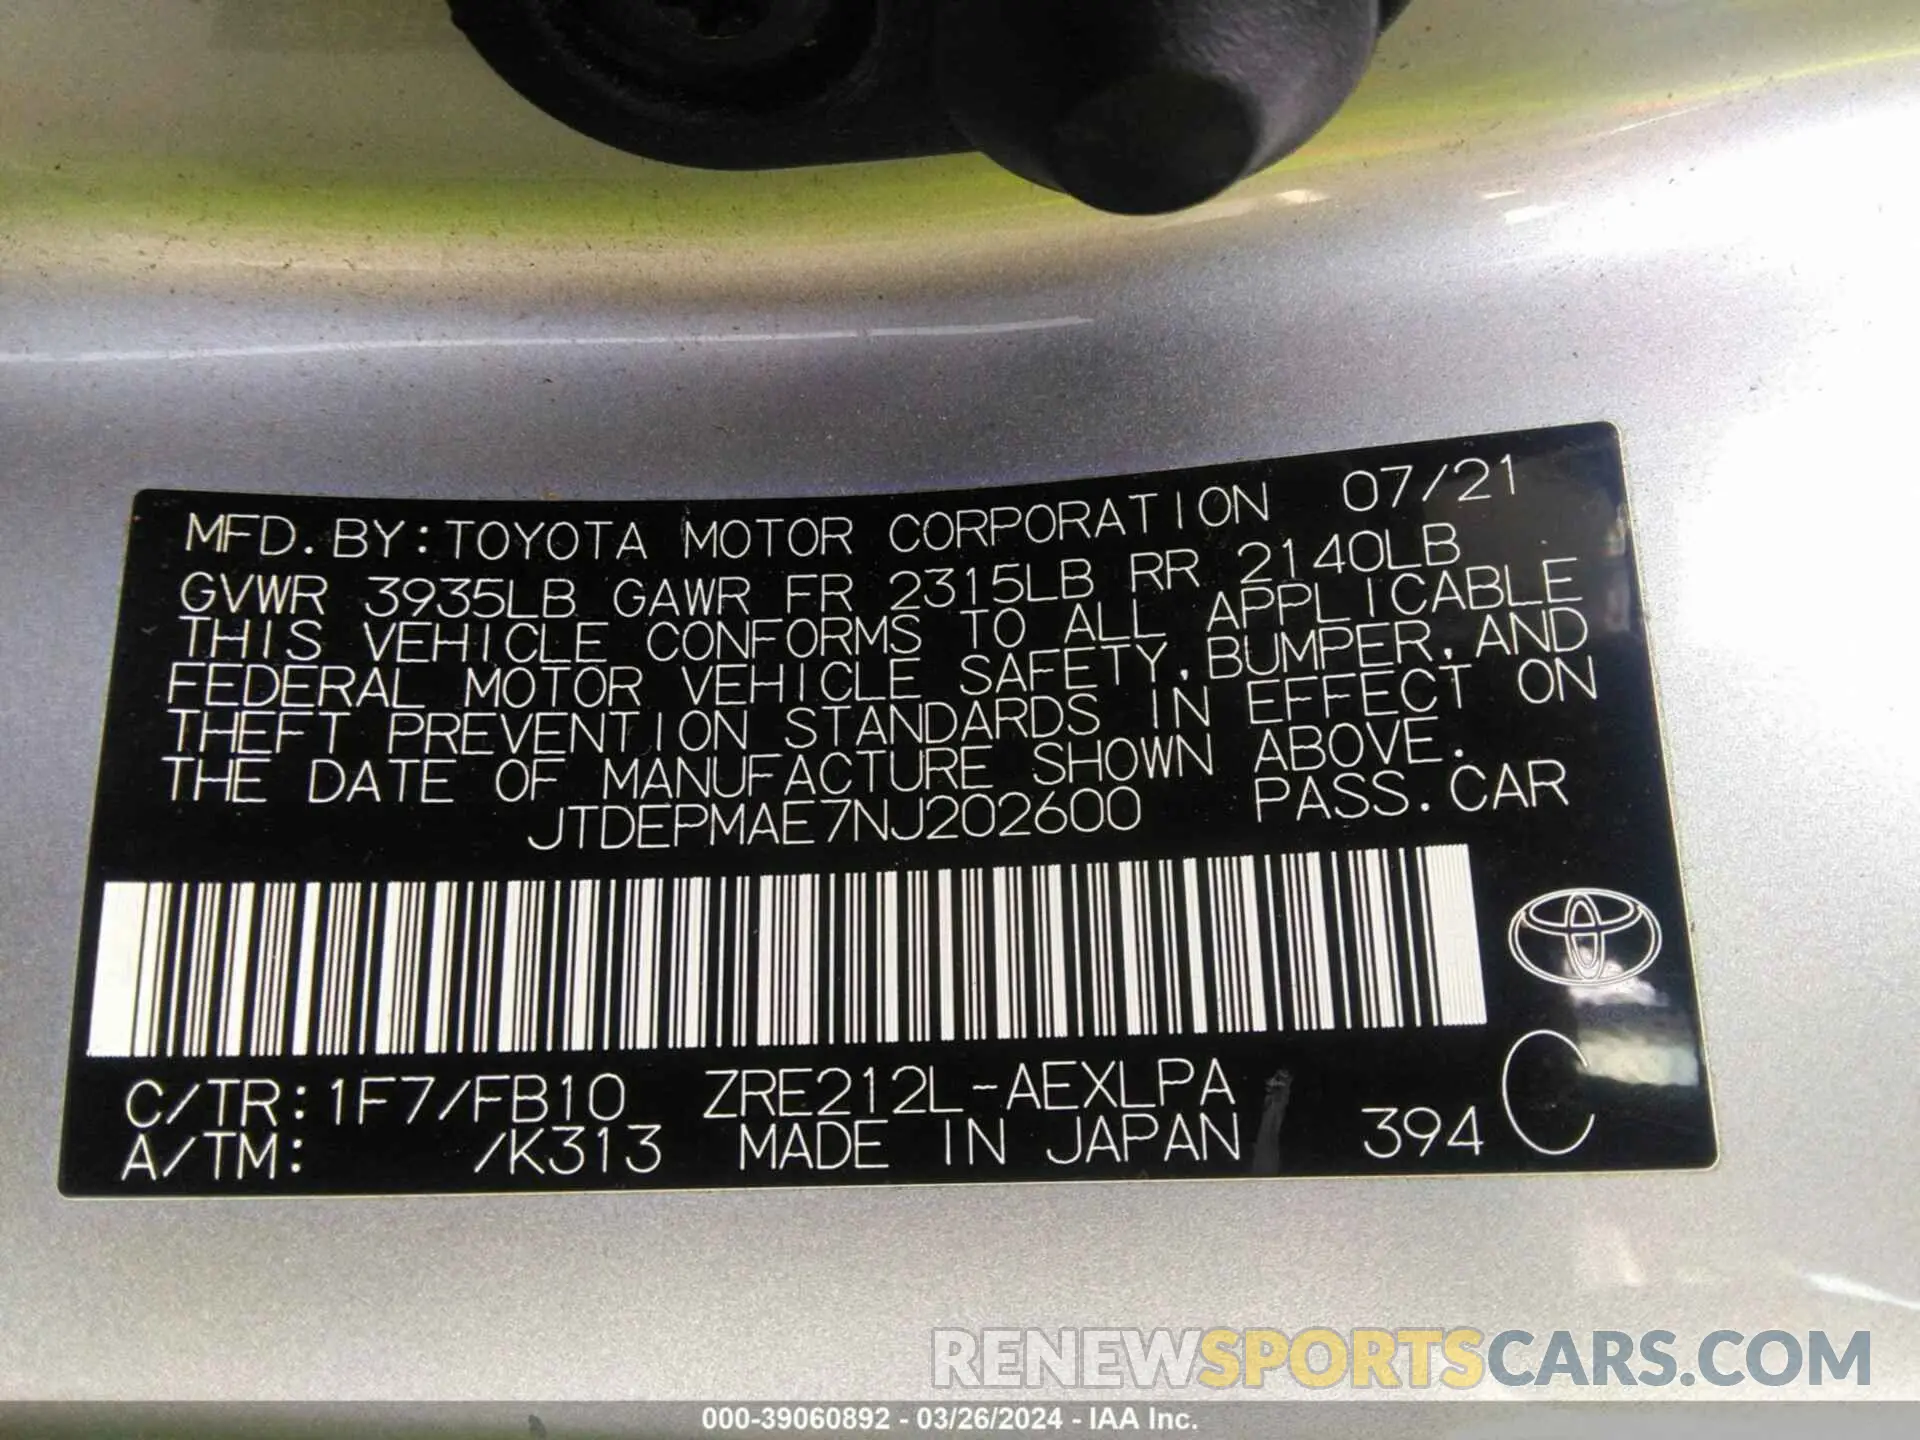 MFD. BY: TOYOTA MOTOR CORPORATION 07/21
GVWR 3935LB GAWR FR 2315LB RR 2140LB
THIS VEHICLE CONFORMS TO ALL APPLICABLE
FEDERAL MOTOR VEHICLE SAFETY, BUMPER, AND
THEFT PREVENTION STANDARDS IN EFFECT ON
THE DATE OF MANUFACTURE SHOWN ABOVE.
JTDEPMAE7NJ202600 PASS. CAR
C/TR: 1F7/FB10 ZRE212L-AEXLPA
A/TM: /K313 MADE IN JAPAN 394 C
RENEWSPORTSCARS.COM
000-39060892 - 03/26/2024 - IAA Inc.